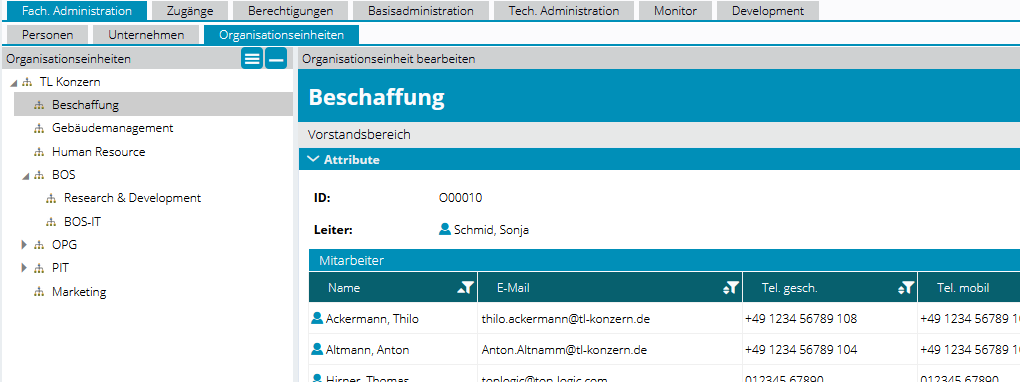 Fach. Administration Zugänge Berechtigungen Basisadministration Tech. Administration Monitor Development
Personen Unternehmen Organisationseinheiten
Organisationseinheiten
TL Konzern
Beschaffung
Gebäudemanagement
Human Resource
BOS
Research & Development
BOS-IT
OPG
PIT
Marketing
Organisationseinheit bearbeiten
Beschaffung
Vorstandsbereich
Attribute
ID: O00010
Leiter: Schmid, Sonja
Mitarbeiter
Name E-Mail Tel. gesch. Tel. mobil
Ackermann, Thilo thilo.ackermann@tl-konzern.de +49 1234 56789 108 +49 1234 56789
Altmann, Anton Anton.Altnamm@tl-konzern.de +49 1234 56789 104 +49 1234 56789
Hirner, Thomas toplogic@top-logic.com 012345 67890 012345 67890